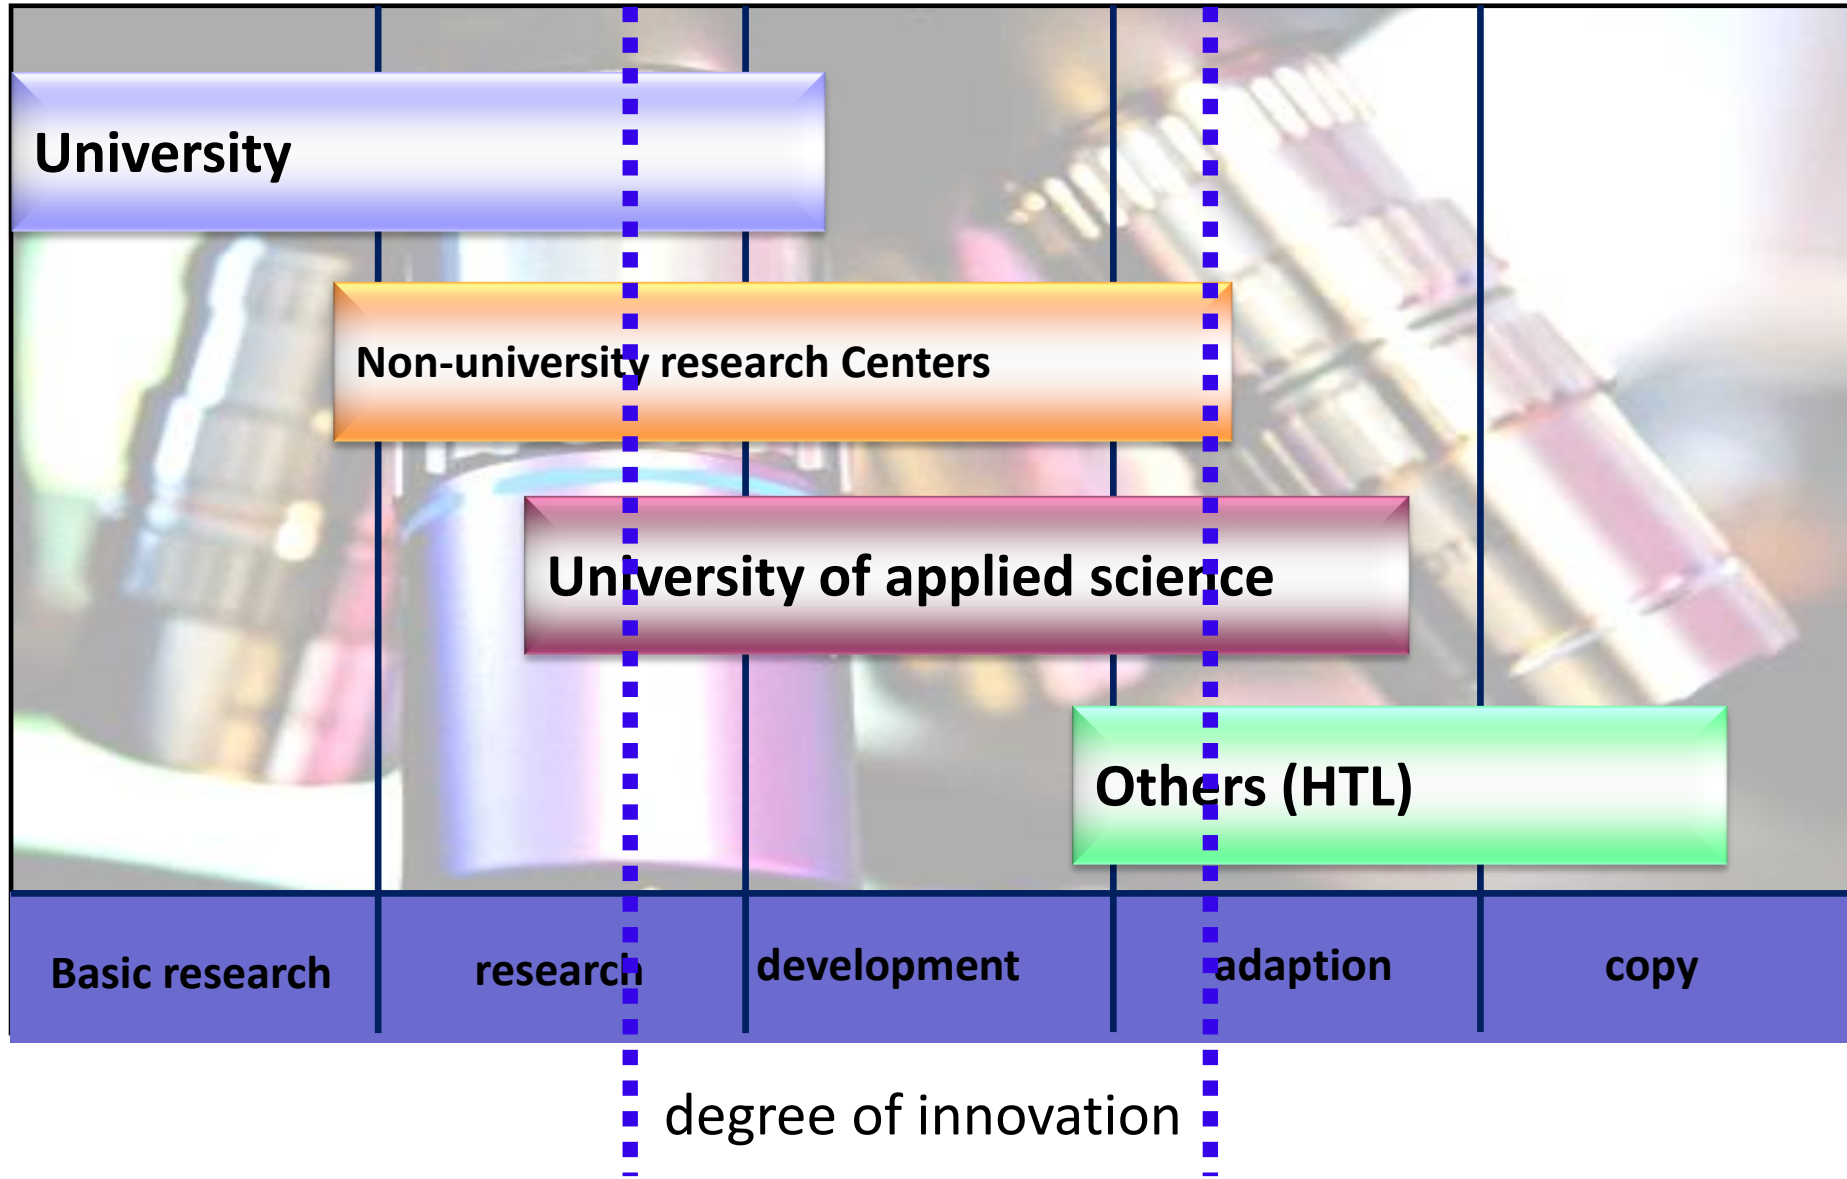 University
Non-university research Centers
University of applied science
Others (HTL)
Basic research
research
development
adaption
copy
degree of innovation